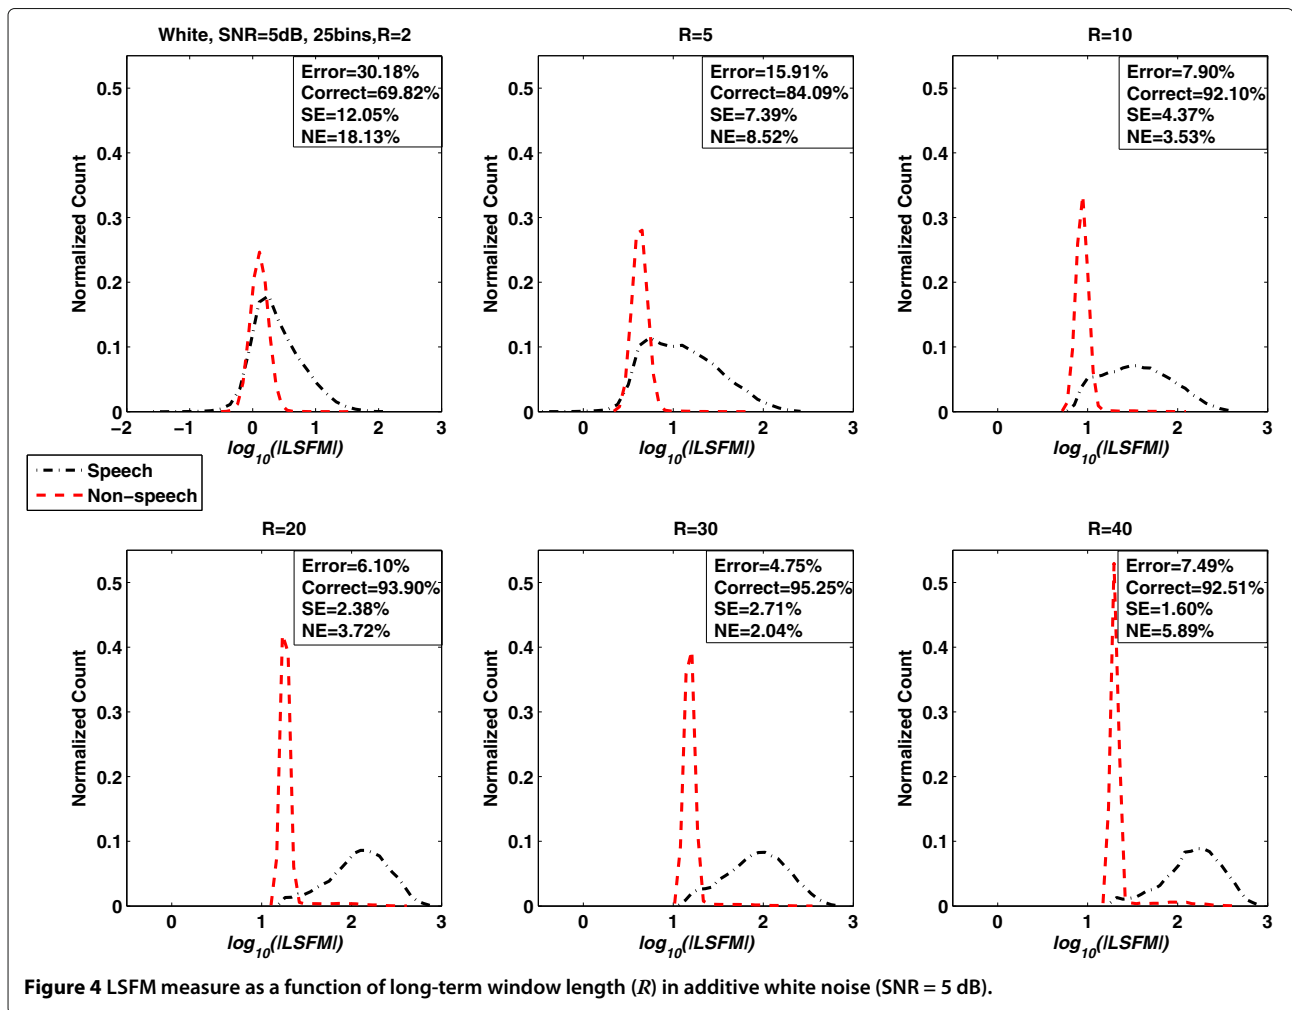 White, SNR=5dB, 25bins,R=2
Error=30.18%
Correct=69.82%
SE=12.05%
NE=18.13%
Normalized Count
0.5
0.4
0.3
0.2
0.1
0
−2 −1 0 1 2 3
log10(|LSFM|)
R=5
Error=15.91%
Correct=84.09%
SE=7.39%
NE=8.52%
Normalized Count
0.5
0.4
0.3
0.2
0.1
0
0 1 2 3
log10(|LSFM|)
R=10
Error=7.90%
Correct=92.10%
SE=4.37%
NE=3.53%
Normalized Count
0.5
0.4
0.3
0.2
0.1
0
0 1 2 3
log10(|LSFM|)
Speech
Non−speech
R=20
Error=6.10%
Correct=93.90%
SE=2.38%
NE=3.72%
Normalized Count
0.5
0.4
0.3
0.2
0.1
0
0 1 2 3
log10(|LSFM|)
R=30
Error=4.75%
Correct=95.25%
SE=2.71%
NE=2.04%
Normalized Count
0.5
0.4
0.3
0.2
0.1
0
0 1 2 3
log10(|LSFM|)
R=40
Error=7.49%
Correct=92.51%
SE=1.60%
NE=5.89%
Normalized Count
0.5
0.4
0.3
0.2
0.1
0
0 1 2 3
log10(|LSFM|)
Figure 4 LSFM measure as a function of long-term window length (R) in additive white noise (SNR = 5 dB).